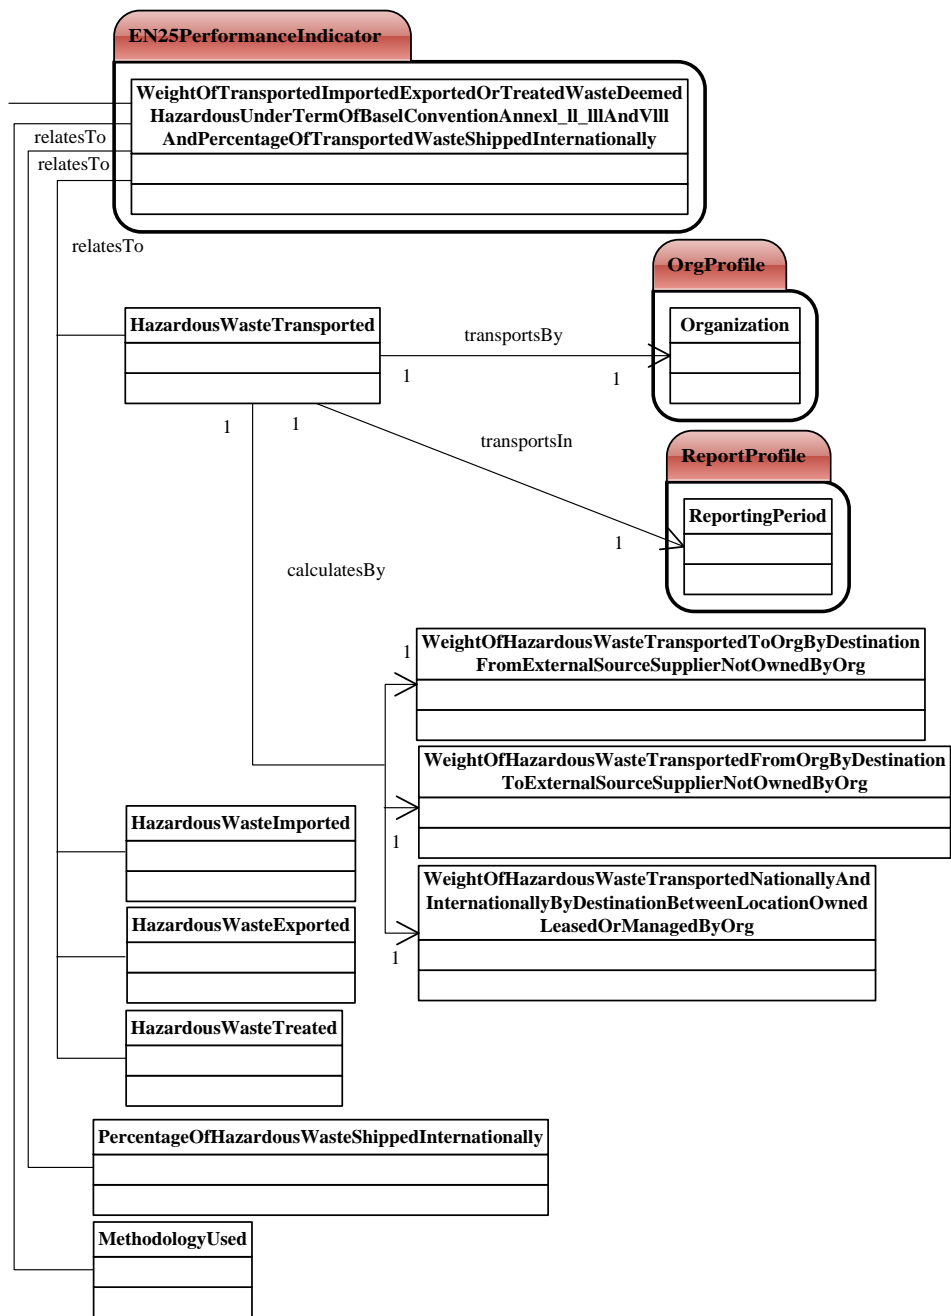 EN25PerformanceIndicator
WeightOfTransportedImportedExportedOrTreatedWasteDeemed
HazardousUnderTermOfBaselConventionAnnexl_ll_lllAndVlll
AndPercentageOfTransportedWasteShippedInternationally
relatesTo
relatesTo
relatesTo
OrgProfile
HazardousWasteTransported
Organization
transportsBy
1
1
1
1
transportsIn
ReportProfile
ReportingPeriod
1
calculatesBy
WeightOfHazardousWasteTransportedToOrgByDestination
FromExternalSourceSupplierNotOwnedByOrg
1
WeightOfHazardousWasteTransportedFromOrgByDestination
ToExternalSourceSupplierNotOwnedByOrg
1
HazardousWasteImported
WeightOfHazardousWasteTransportedNationallyAnd
InternationallyByDestinationBetweenLocationOwned
LeasedOrManagedByOrg
1
HazardousWasteExported
HazardousWasteTreated
PercentageOfHazardousWasteShippedInternationally
MethodologyUsed